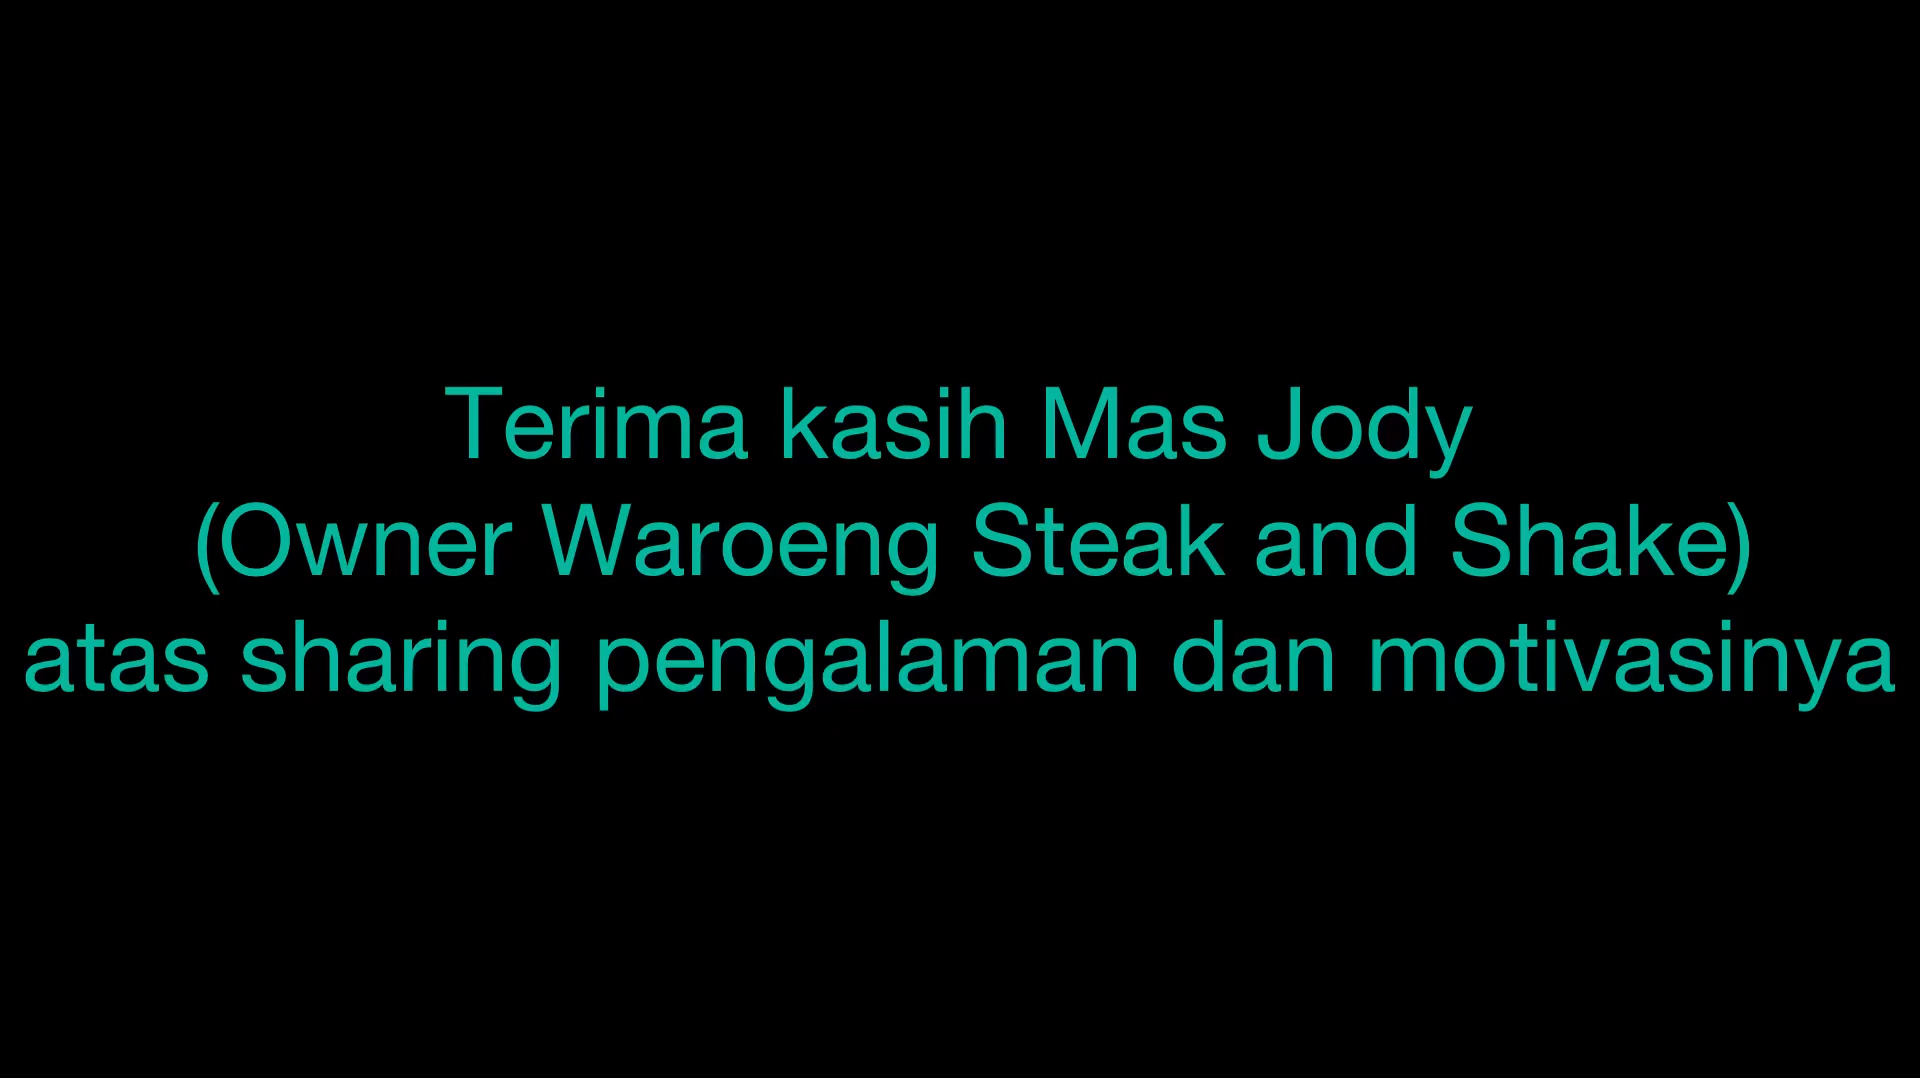 Terima kasih Mas Jody
(Owner Waroeng Steak and Shake)
atas sharing pengalaman dan motivasinya